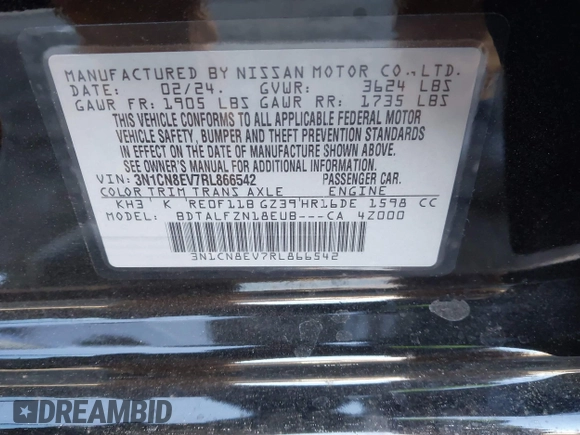 MANUFACTURED BY NISSAN MOTOR CO., LTD.
DATE: 02/24. GVWR: 3624 LBS
GAWR FR: 1905 LBS GAWR RR: 1735 LBS
THIS VEHICLE CONFORMS TO ALL APPLICABLE FEDERAL MOTOR
VEHICLE SAFETY, BUMPER AND THEFT PREVENTION STANDARDS
IN EFFECT ON THE DATE OF MANUFACTURE SHOWN ABOVE.
SEE OWNER'S MANUAL FOR ADDITIONAL INFORMATION.
VIN: 3N1CN8EV7RL866542 PASSENGER CAR.
COLOR TRIM TRANS AXLE ENGINE
KH3 ' K ' RE0F11B GZ39'HR16DE 1598 CC
MODEL: BDTALFZN18EUB---CA 4Z000
3N1CN8EV7RL866542
DREAMBID